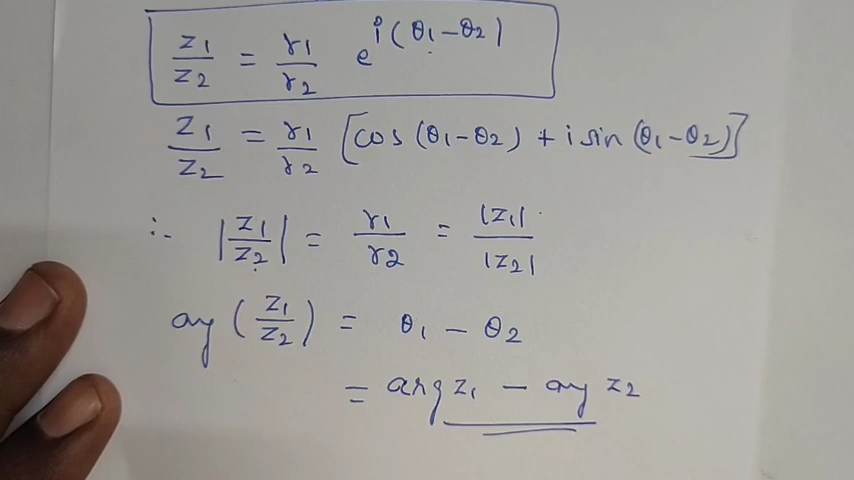 z1/z2 = r1/r2 e^i(θ1-θ2)
z1/z2 = r1/r2 [cos(θ1-θ2) + i sin(θ1-θ2)]
∴ |z1/z2| = r1/r2 = |z1|/|z2|
arg(z1/z2) = θ1 - θ2
= arg z1 - arg z2